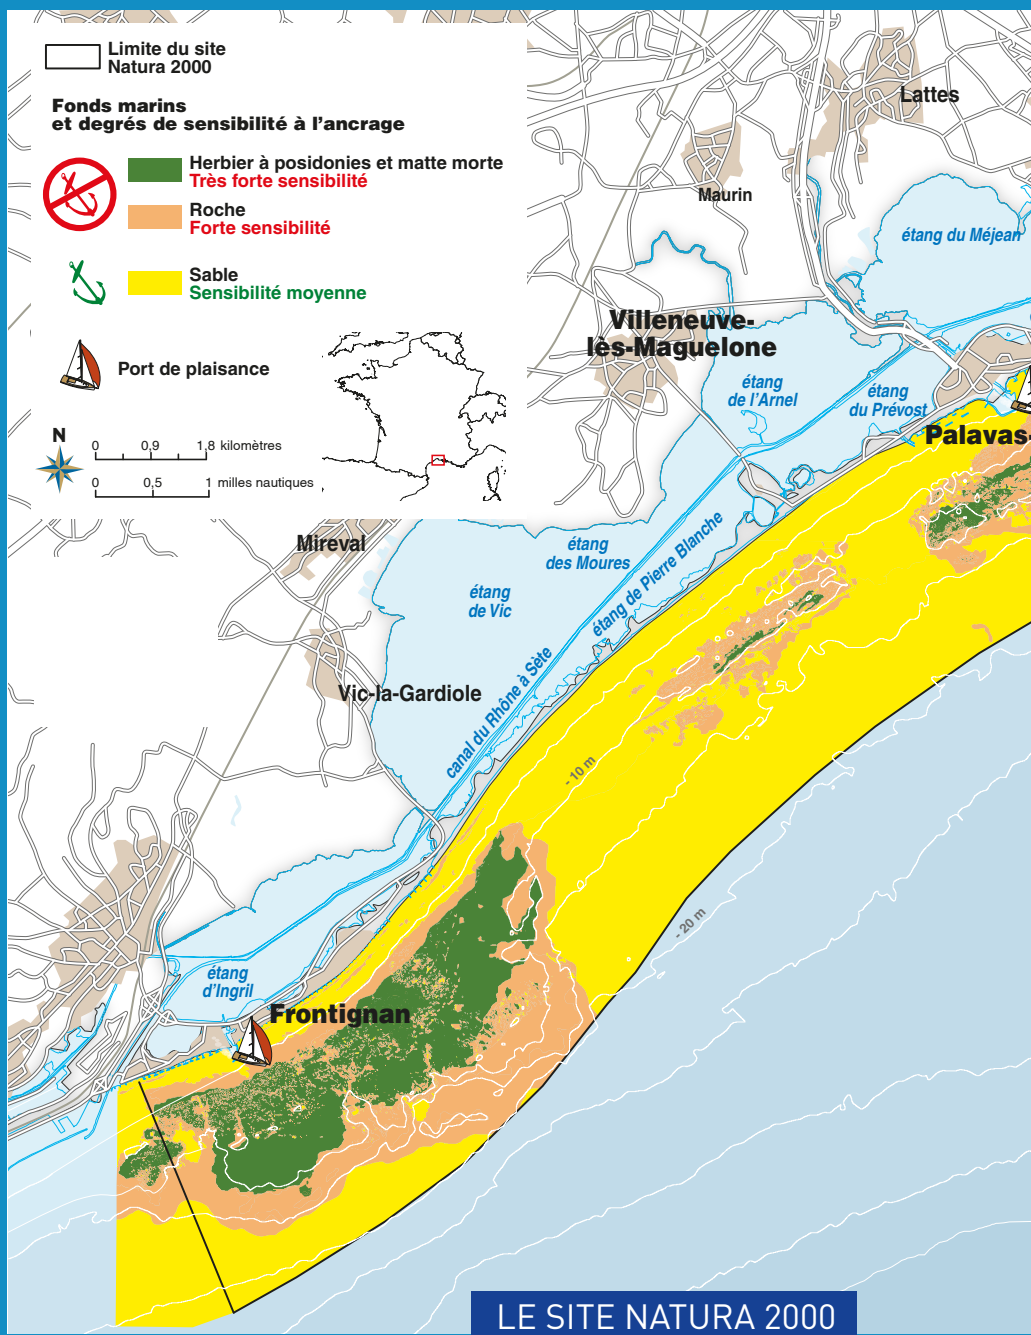 Limite du site
Natura 2000
Fonds marins
et degrés de sensibilité à l'ancrage
Herbier à posidonies et matte morte
Très forte sensibilité
Roche
Forte sensibilité
Sable
Sensibilité moyenne
Port de plaisance
N
0 0,9 1,8 kilomètres
0 0,5 1 milles nautiques
Lattes
Maurin
étang du Méjean
Villeneuve-
lès-Maguelone
étang
de l'Arnel
étang
du Prévost
Palavas-
Mireval
étang
des Moures
étang de Pierre Blanche
étang
de Vic
Vic-la-Gardiole
canal du Rhône à Sète
- 10 m
- 20 m
étang
d'Ingril
Frontignan
LE SITE NATURA 2000